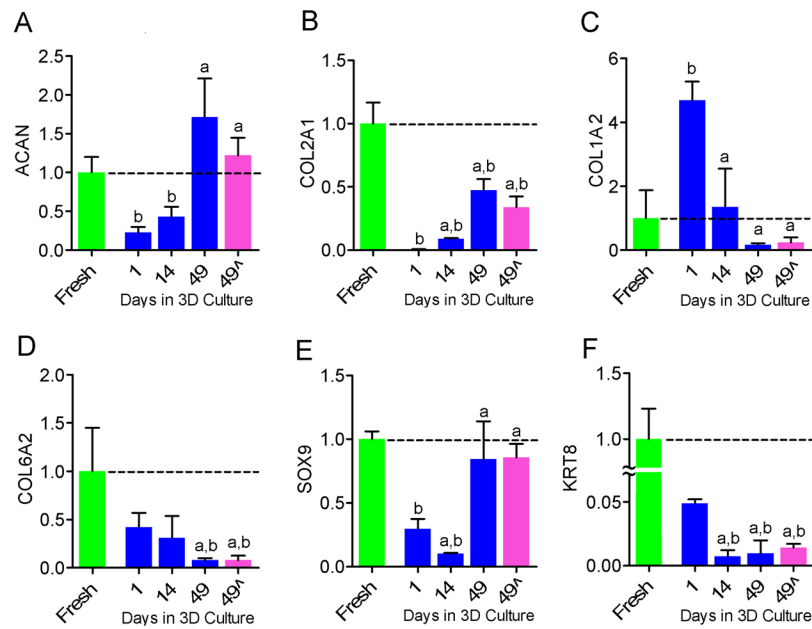 A
2.5
2.0
1.5
1.0
0.5
0.0
ACAN
b
b
a
a
Fresh
1
14
49
49^
Days in 3D Culture
B
1.5
1.0
0.5
0.0
COL2A1
b
a,b
a,b
a,b
Fresh
1
14
49
49^
Days in 3D Culture
C
6
4
2
0
COL1A2
b
a
a
a
Fresh
1
14
49
49^
Days in 3D Culture
D
2.0
1.5
1.0
0.5
0.0
COL6A2
a,b
a,b
Fresh
1
14
49
49^
Days in 3D Culture
E
1.5
1.0
0.5
0.0
SOX9
b
a,b
a
a
Fresh
1
14
49
49^
Days in 3D Culture
F
1.5
1.0
0.05
0.00
KRT8
a,b
a,b
a,b
Fresh
1
14
49
49^
Days in 3D Culture